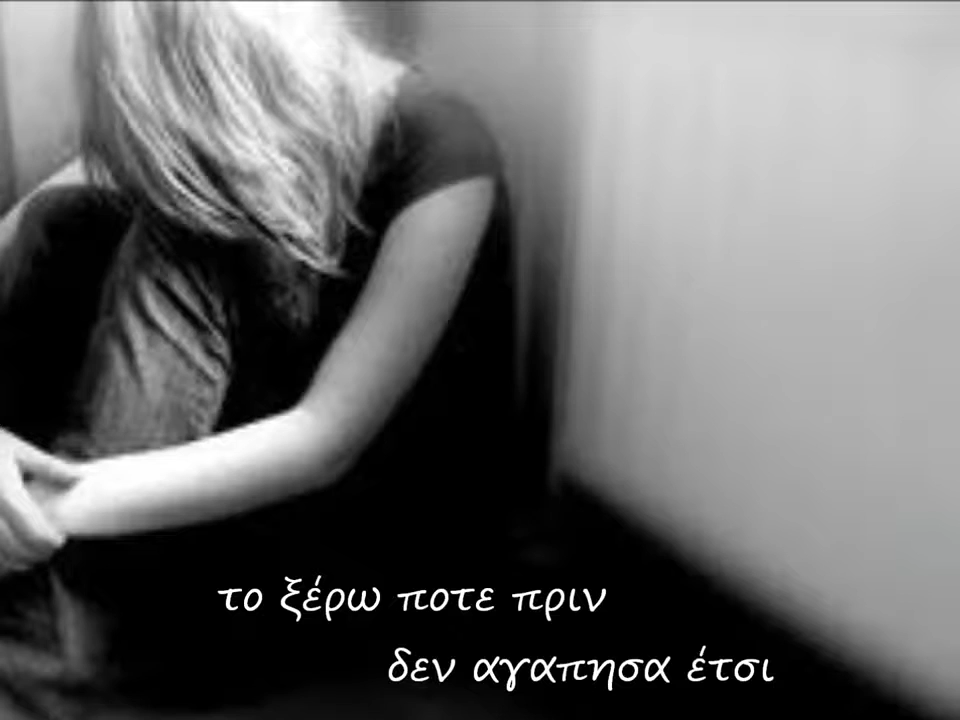 το ξέρω ποτε πριν
δεν αγαπησα έτσι